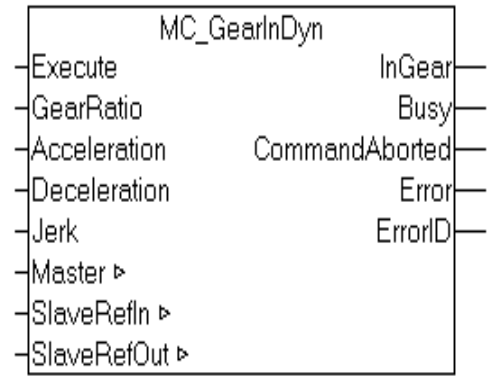 MC_GearInDyn
Execute InGear
GearRatio Busy
Acceleration CommandAborted
Deceleration Error
Jerk ErrorID
Master ▹
SlaveRefIn ▹
SlaveRefOut ▹